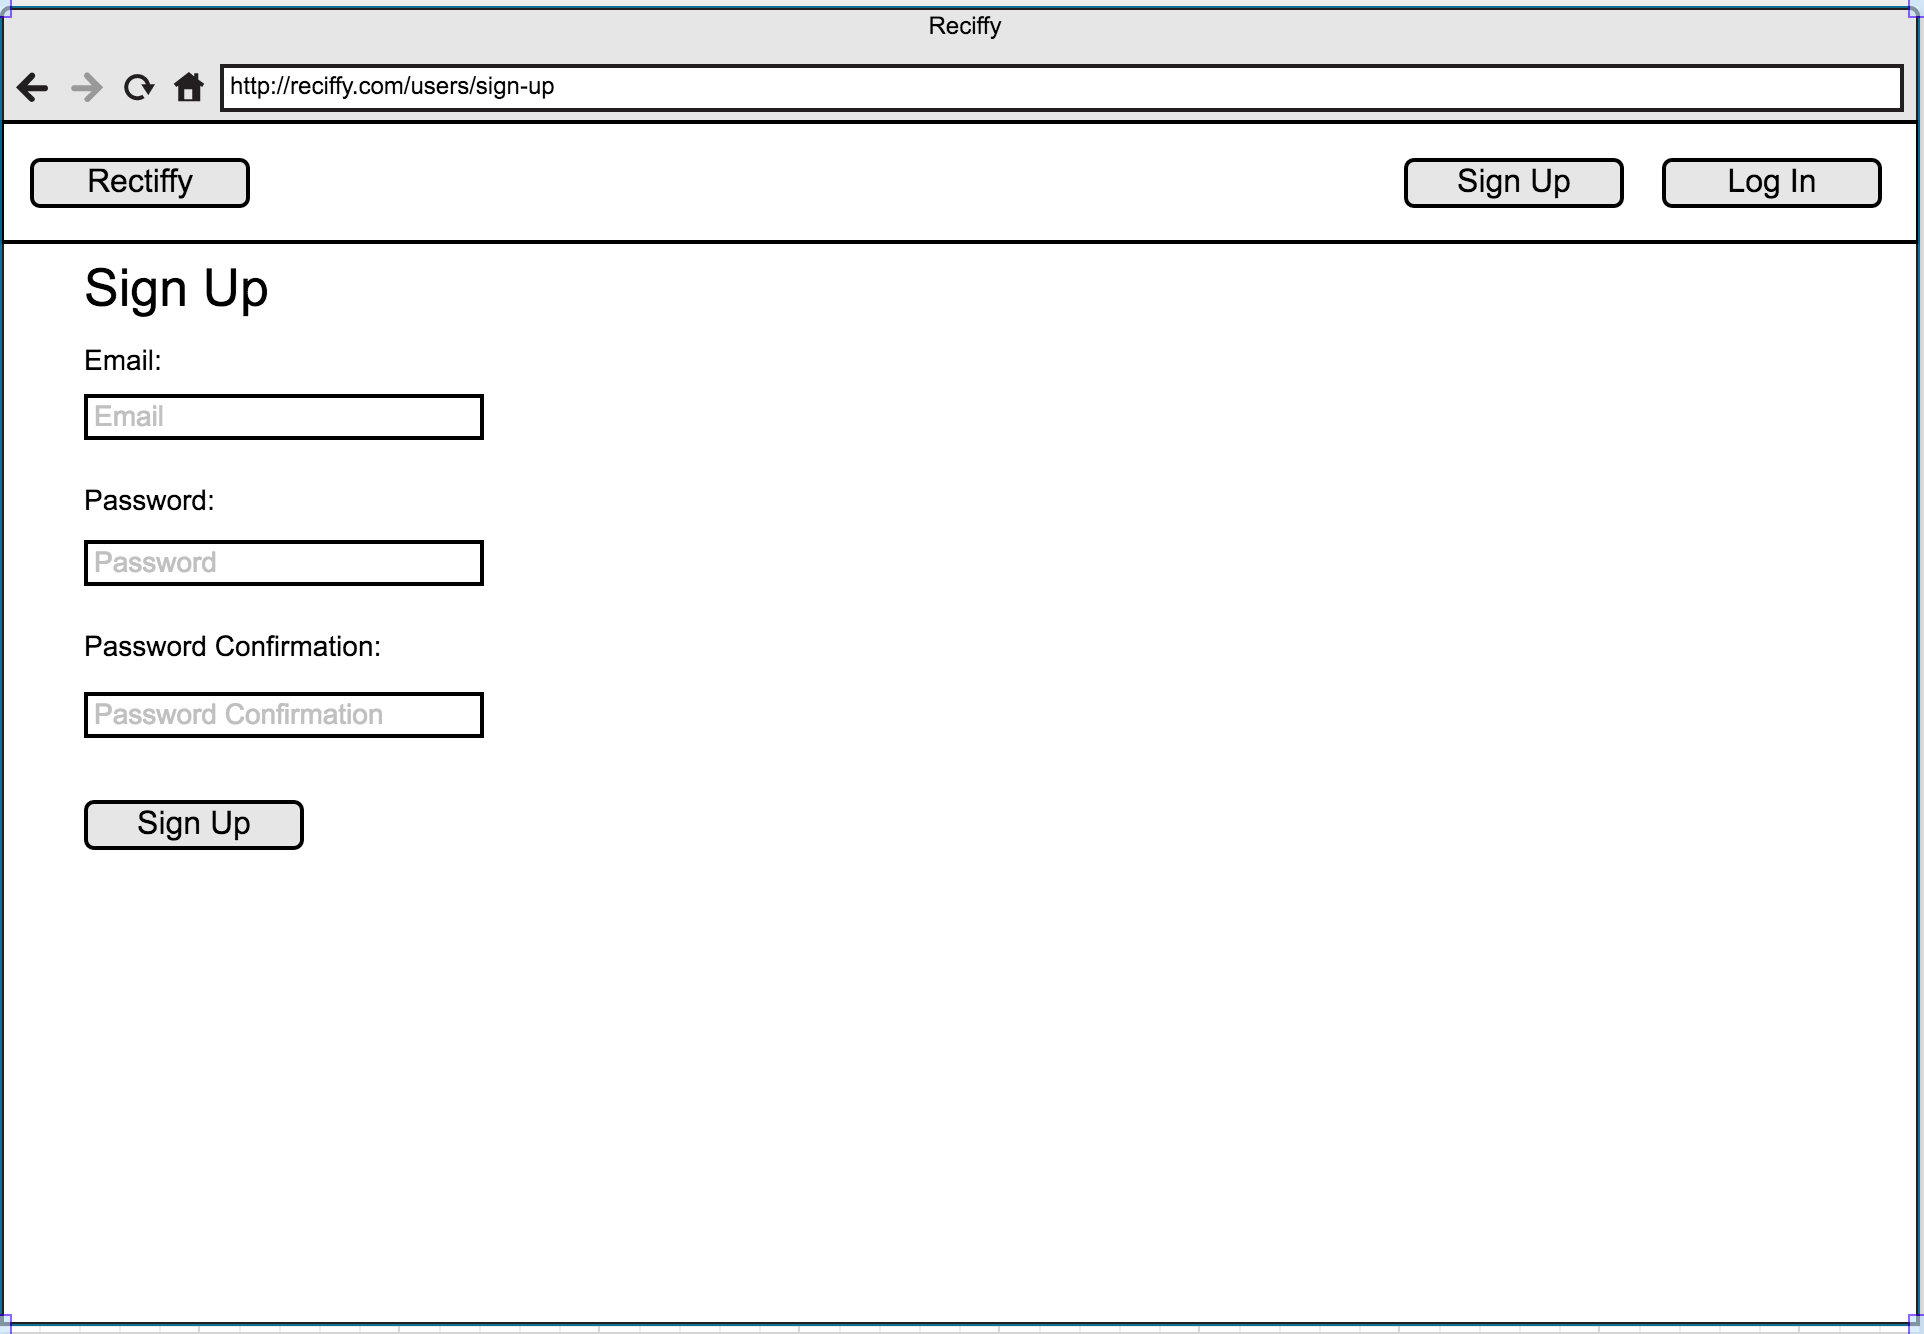 Reciffy
http://reciffy.com/users/sign-up
Rectiffy Sign Up Log In
Sign Up
Email:
Email
Password:
Password
Password Confirmation:
Password Confirmation
Sign Up